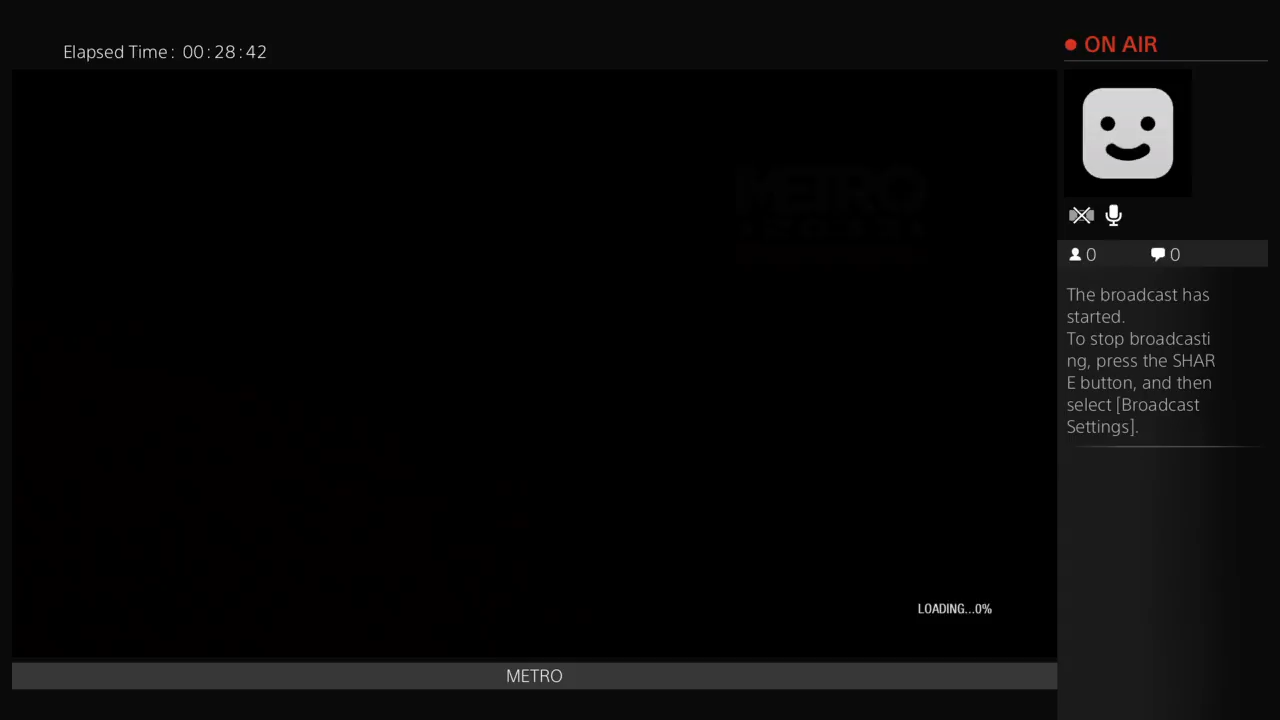 Elapsed Time: 00:28:42
ON AIR
METRO
0 0
The broadcast has
started.
To stop broadcasti
ng, press the SHAR
E button, and then
select [Broadcast
Settings].
LOADING...0%
METRO